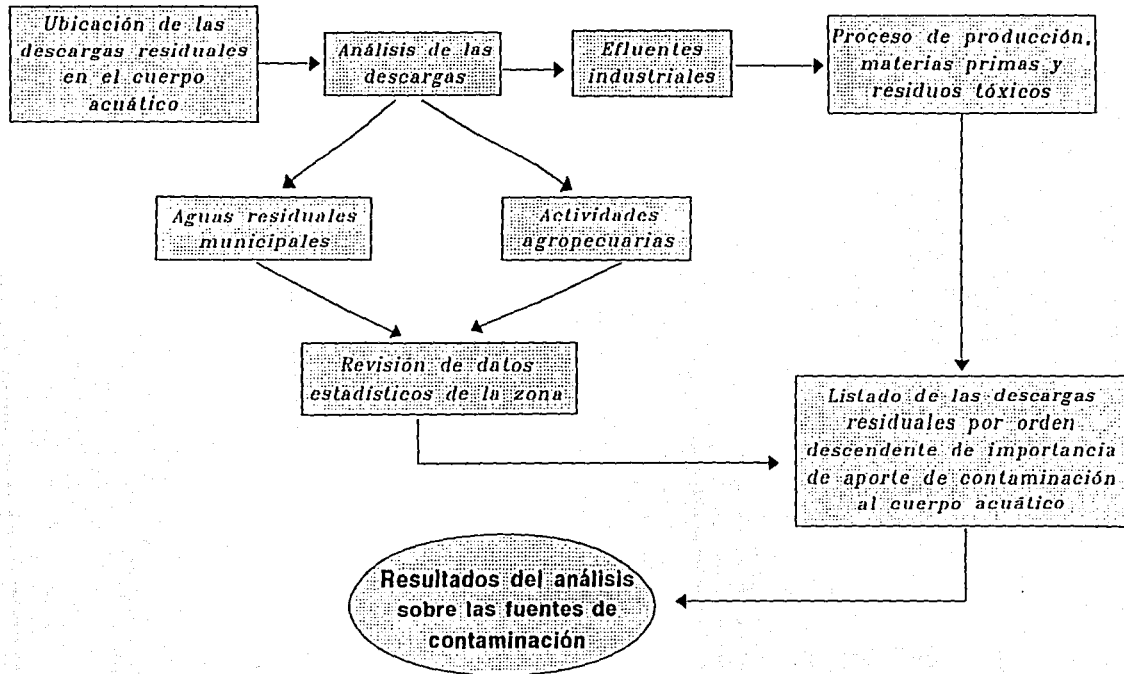 Ubicación de las
descargas residuales
en el cuerpo
acuático
Análisis de las
descargas
Efluentes
industriales
Proceso de producción,
materias primas y
residuos tóxicos
Aguas residuales
municipales
Actividades
agropecuarias
Revisión de datos
estadísticos de la zona
Listado de las descargas
residuales por orden
descendente de importancia
de aporte de contaminación
al cuerpo acuático
Resultados del análisis
sobre las fuentes de
contaminación